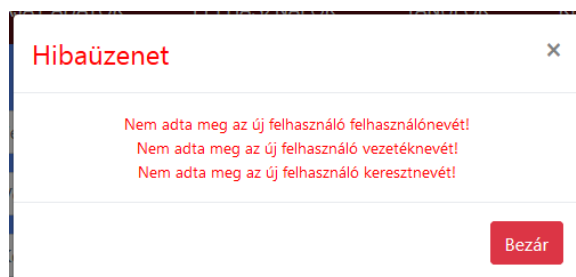 Hibaüzenet
×
Nem adta meg az új felhasználó felhasználónevét!
Nem adta meg az új felhasználó vezetéknevét!
Nem adta meg az új felhasználó keresztnevét!
Bezár